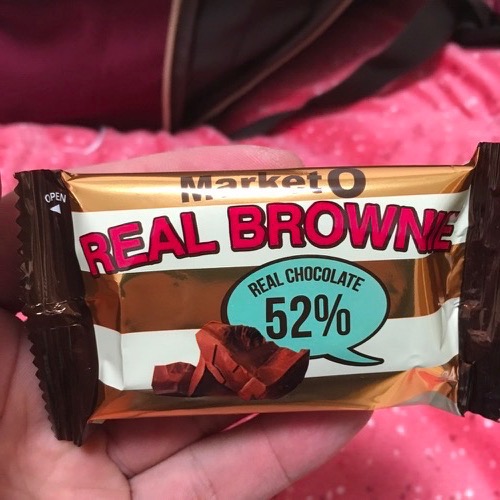 Market O
OPEN
REAL BROWNIE
REAL CHOCOLATE
52%